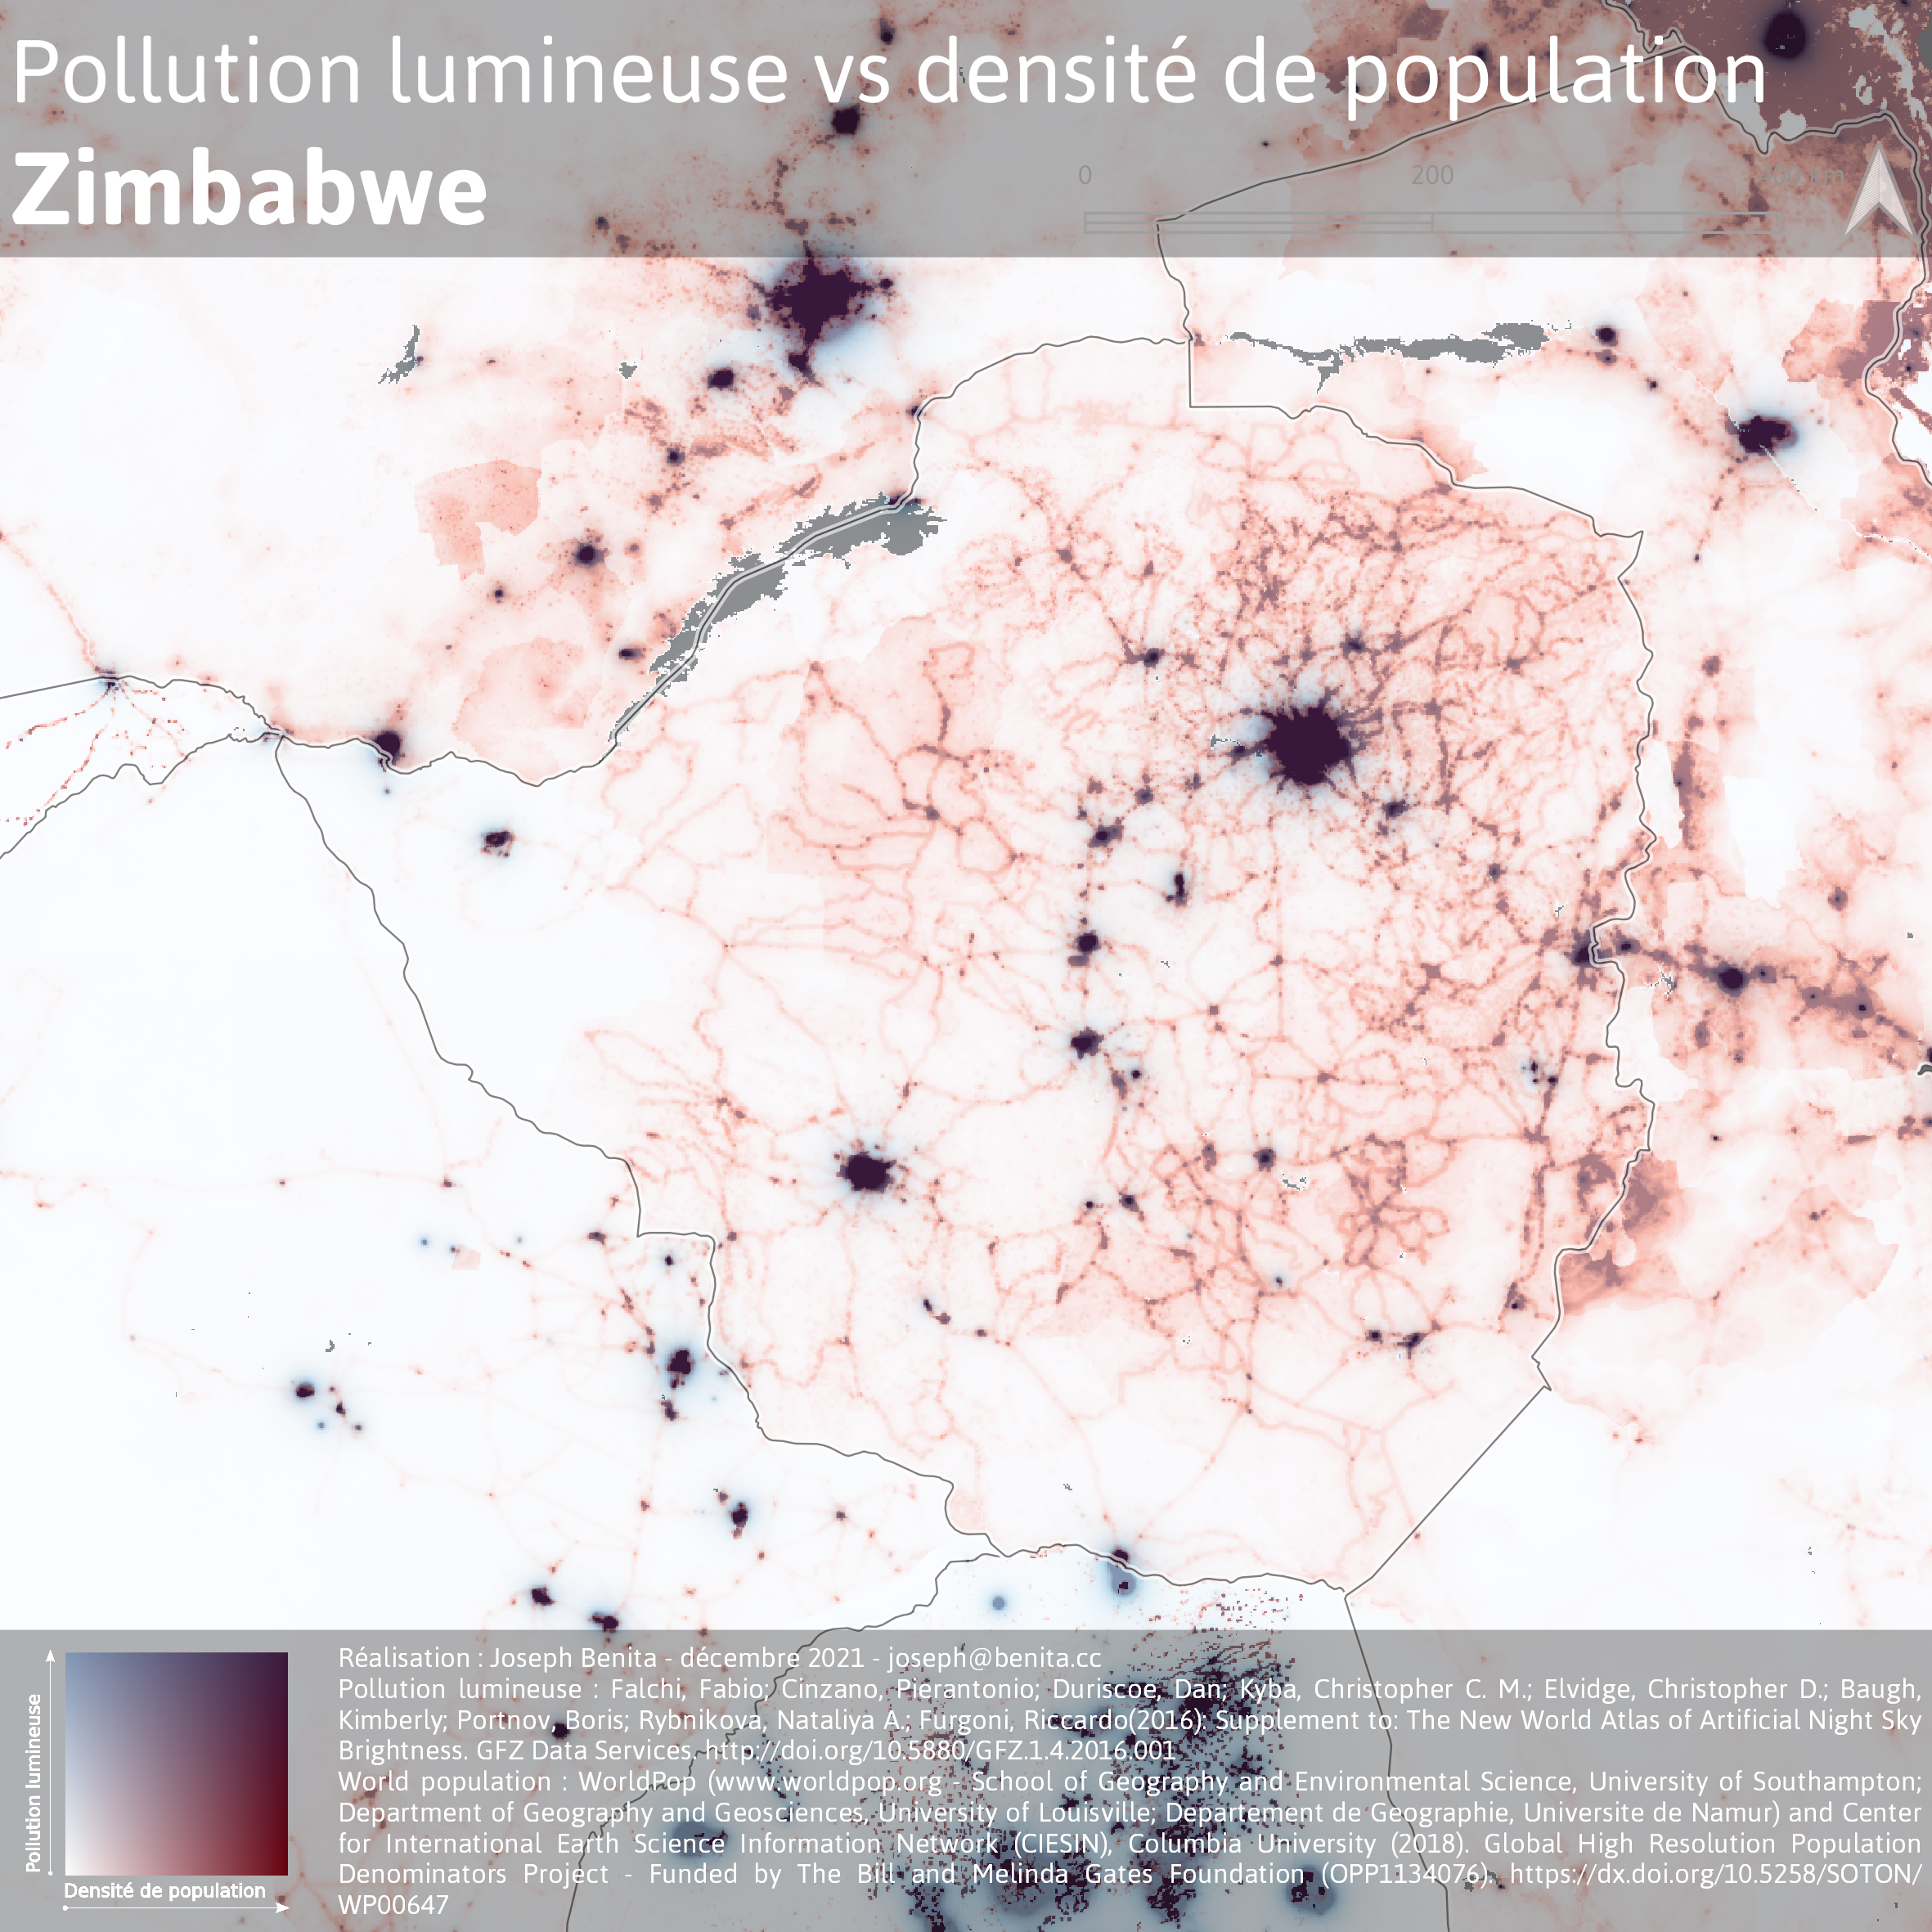 Pollution lumineuse vs densité de population
Zimbabwe
0 200 400 km
Réalisation : Joseph Benita - décembre 2021 - joseph@benita.cc
Pollution lumineuse : Falchi, Fabio; Cinzano, Pierantonio; Duriscoe, Dan; Kyba, Christopher C. M.; Elvidge, Christopher D.; Baugh,
Kimberly; Portnov, Boris; Rybnikova, Nataliya A.; Furgoni, Riccardo(2016): Supplement to: The New World Atlas of Artificial Night Sky
Brightness. GFZ Data Services. http://doi.org/10.5880/GFZ.1.4.2016.001
World population : WorldPop (www.worldpop.org - School of Geography and Environmental Science, University of Southampton;
Department of Geography and Geosciences, University of Louisville; Departement de Geographie, Universite de Namur) and Center
for International Earth Science Information Network (CIESIN), Columbia University (2018). Global High Resolution Population
Denominators Project - Funded by The Bill and Melinda Gates Foundation (OPP1134076). https://dx.doi.org/10.5258/SOTON/
WP00647
Pollution lumineuse
Densité de population